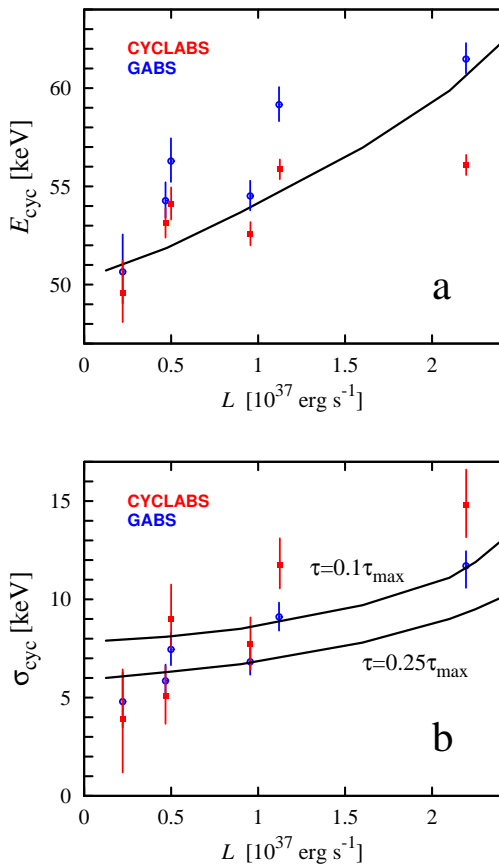 60
55
50
E_cyc [keV]
CYCLABS
GABS
a
0 0.5 1 1.5 2
L [10^37 erg s^-1]
15
10
5
0
σ_cyc [keV]
CYCLABS
GABS
τ=0.1τ_max
τ=0.25τ_max
b
0 0.5 1 1.5 2
L [10^37 erg s^-1]